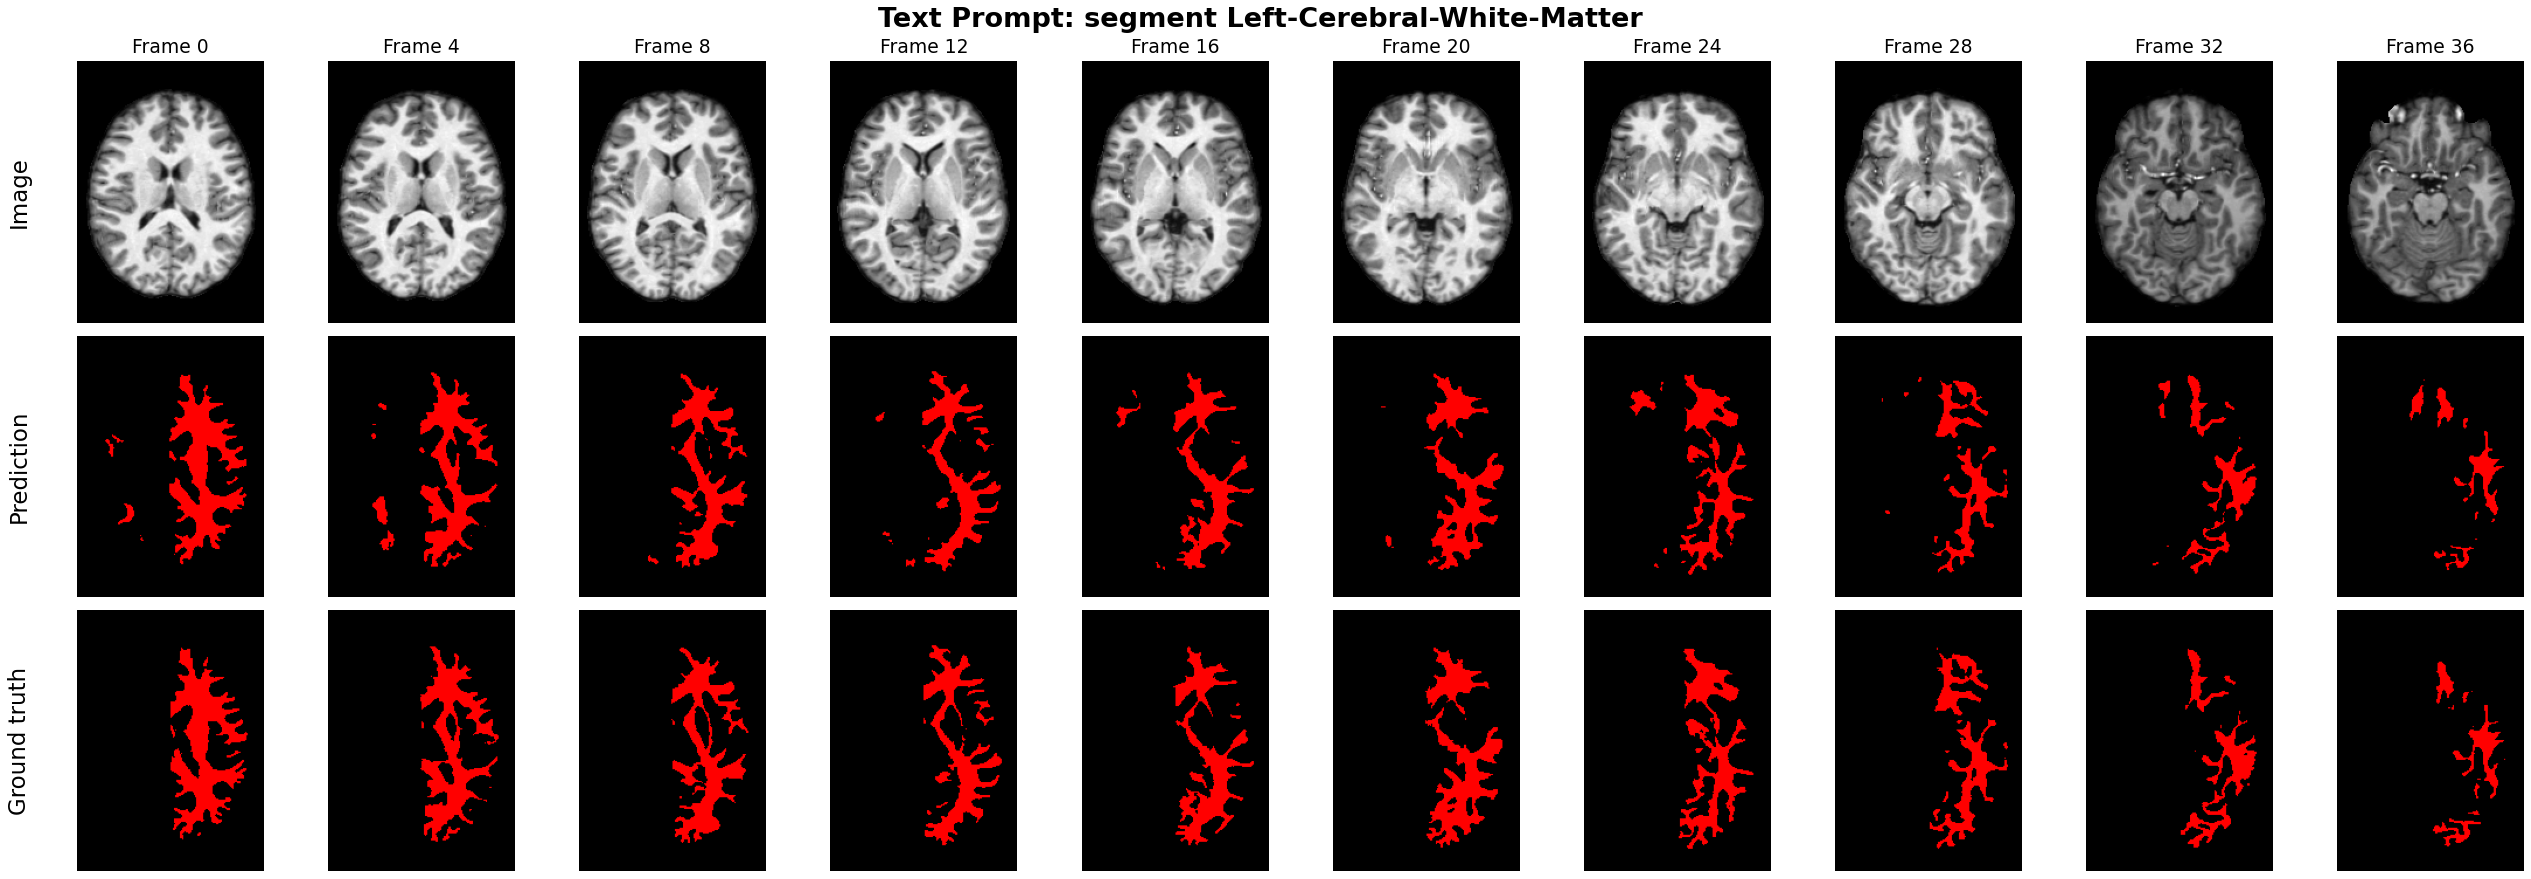 Text Prompt: segment Left-Cerebral-White-Matter
Frame 0 Frame 4 Frame 8 Frame 12 Frame 16 Frame 20 Frame 24 Frame 28 Frame 32 Frame 36
Image
Prediction
Ground truth